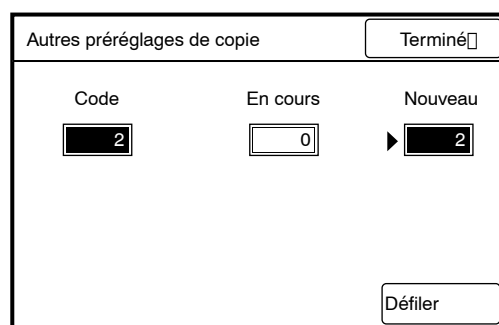 Autres préréglages de copie Terminé
Code En cours Nouveau
2 0 2
Défiler